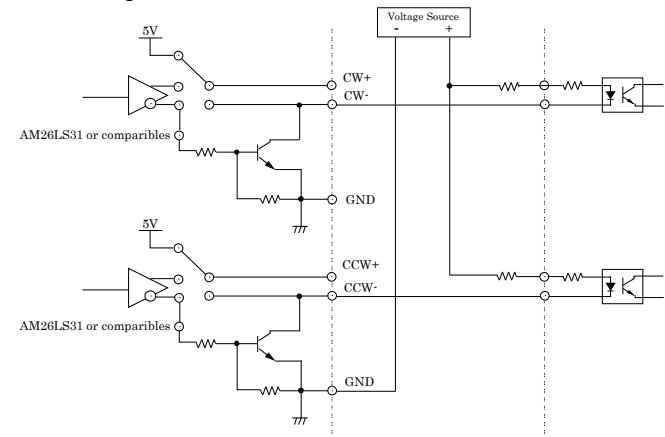 Voltage Source
- +
5V
CW+
CW-
AM26LS31 or comparibles
GND
5V
CCW+
CCW-
AM26LS31 or comparibles
GND